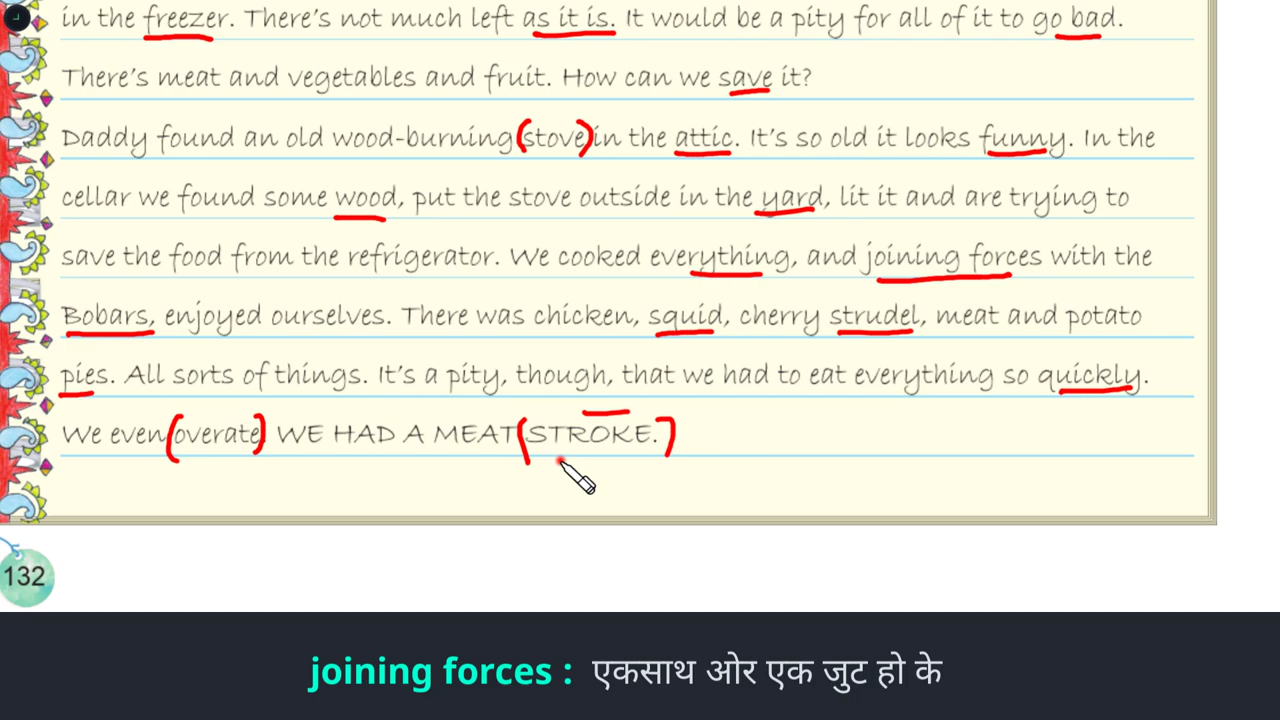 in the freezer. There's not much left as it is. It would be a pity for all of it to go bad.
There's meat and vegetables and fruit. How can we save it?
Daddy found an old wood-burning (stove) in the attic. It's so old it looks funny. In the
cellar we found some wood, put the stove outside in the yard, lit it and are trying to
save the food from the refrigerator. We cooked everything, and joining forces with the
Bobars, enjoyed ourselves. There was chicken, squid, cherry strudel, meat and potato
pies. All sorts of things. It's a pity, though, that we had to eat everything so quickly.
We even (overate) WE HAD A MEAT (STROKE.)
132
joining forces : एकसाथ ओर एक जुट हो के